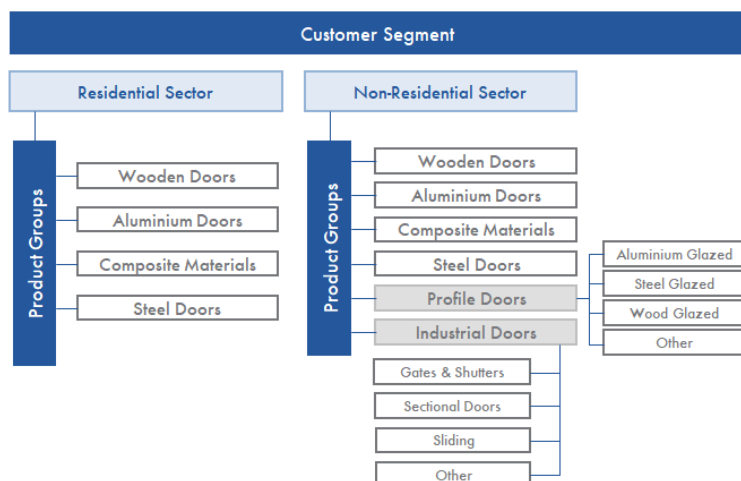 Customer Segment
Residential Sector
Product Groups
Wooden Doors
Aluminium Doors
Composite Materials
Steel Doors
Non-Residential Sector
Product Groups
Wooden Doors
Aluminium Doors
Composite Materials
Steel Doors
Profile Doors
Aluminium Glazed
Steel Glazed
Wood Glazed
Other
Industrial Doors
Gates & Shutters
Sectional Doors
Sliding
Other